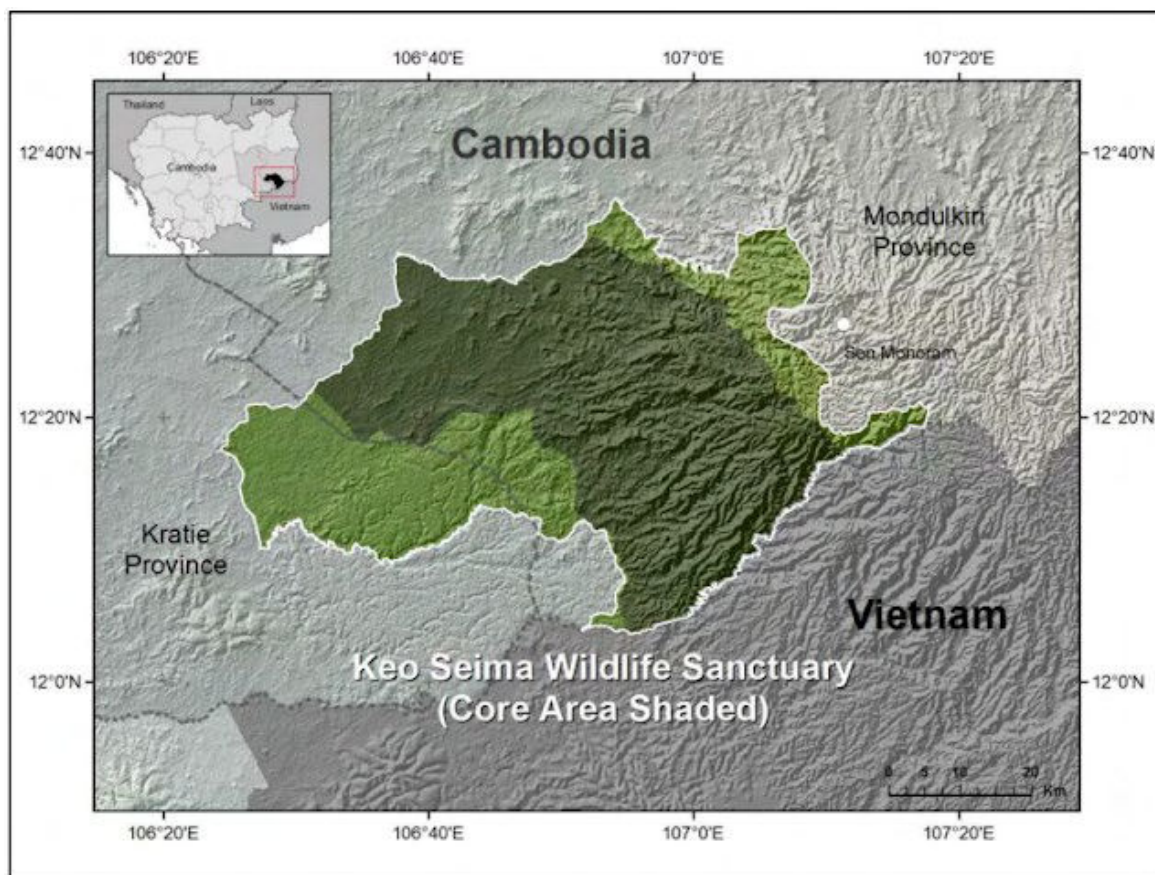 106°20'E 106°40'E 107°0'E 107°20'E
Thailand
Laos
Cambodia
Vietnam
12°40'N
12°40'N
Cambodia
Mondulkiri
Province
Sen Monoram
12°20'N
12°20'N
Kratie
Province
Vietnam
12°0'N
12°0'N
Keo Seima Wildlife Sanctuary
(Core Area Shaded)
0 5 10 20
Km
106°20'E 106°40'E 107°0'E 107°20'E